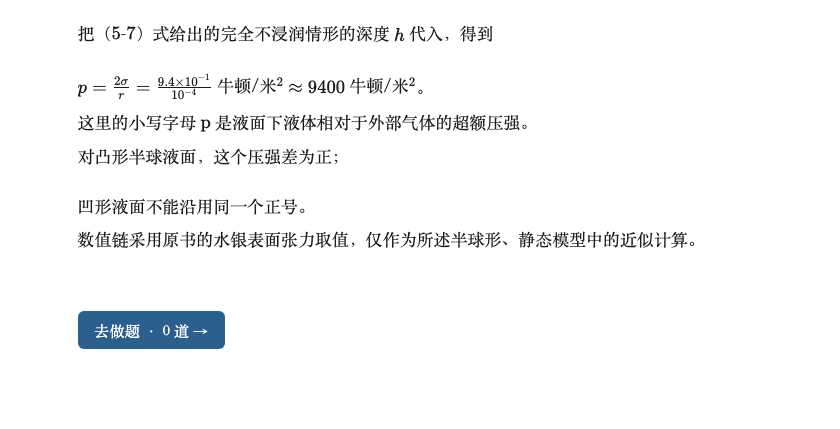 把（5-7）式给出的完全不浸润情形的深度 h 代入，得到
p = 2σ/r = 9.4×10⁻¹/10⁻⁴ 牛顿/米² ≈ 9400 牛顿/米²。
这里的小写字母 p 是液面下液体相对于外部气体的超额压强。
对凸形半球液面，这个压强差为正；
凹形液面不能沿用同一个正号。
数值链采用原书的水银表面张力取值，仅作为所述半球形、静态模型中的近似计算。
去做题 · 0 道 →